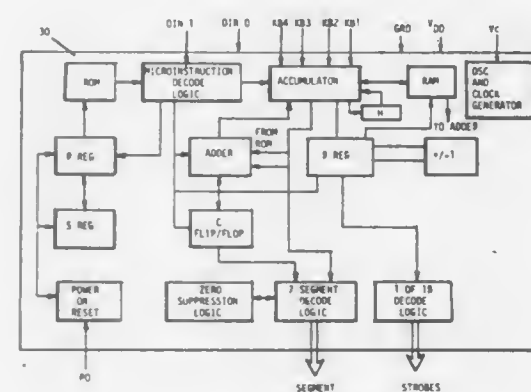 30
DIN 1
DIN 0
KB4 KB3 KB2 KB1
GRD
VDD
Vc
ROM
MICROINSTRUCTION
DECODE
LOGIC
ACCUMULATOR
RAM
OSC
AND
CLOCK
GENERATOR
H
TO ADDER
FROM
ROM
P REG
ADDER
B REG
+/-1
S REG
C
FLIP/FLOP
POWER
ON
RESET
ZERO
SUPPRESSION
LOGIC
7 SEGMENT
DECODE
LOGIC
1 OF 18
DECODE
LOGIC
PO
SEGMENT
STROBES